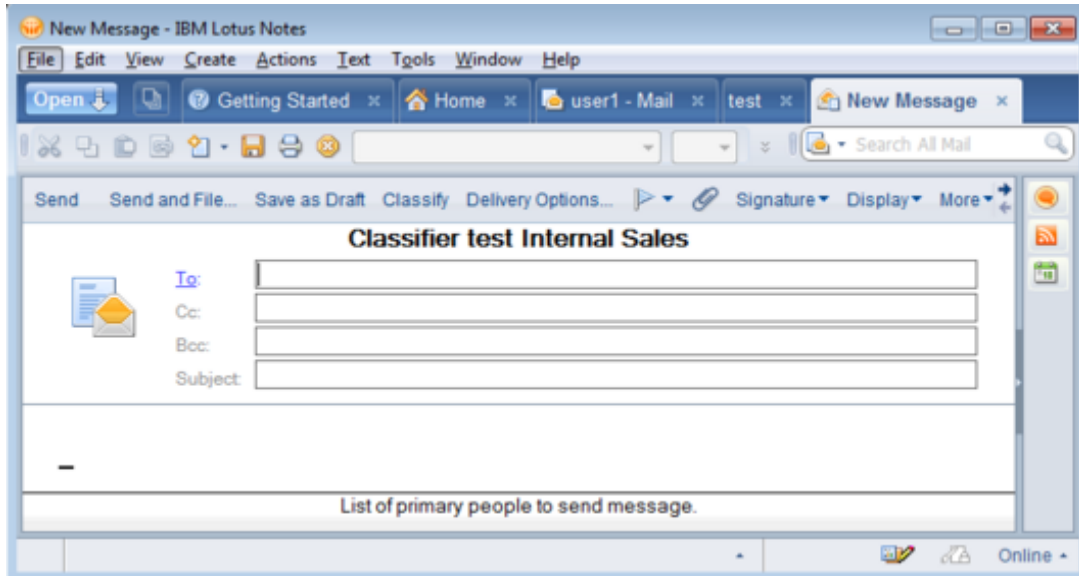 New Message - IBM Lotus Notes
File Edit View Create Actions Text Tools Window Help
Open Getting Started Home user1 - Mail test New Message
Search All Mail
Send Send and File... Save as Draft Classify Delivery Options... Signature Display More
Classifier test Internal Sales
To:
Cc:
Bcc:
Subject:
List of primary people to send message.
Online